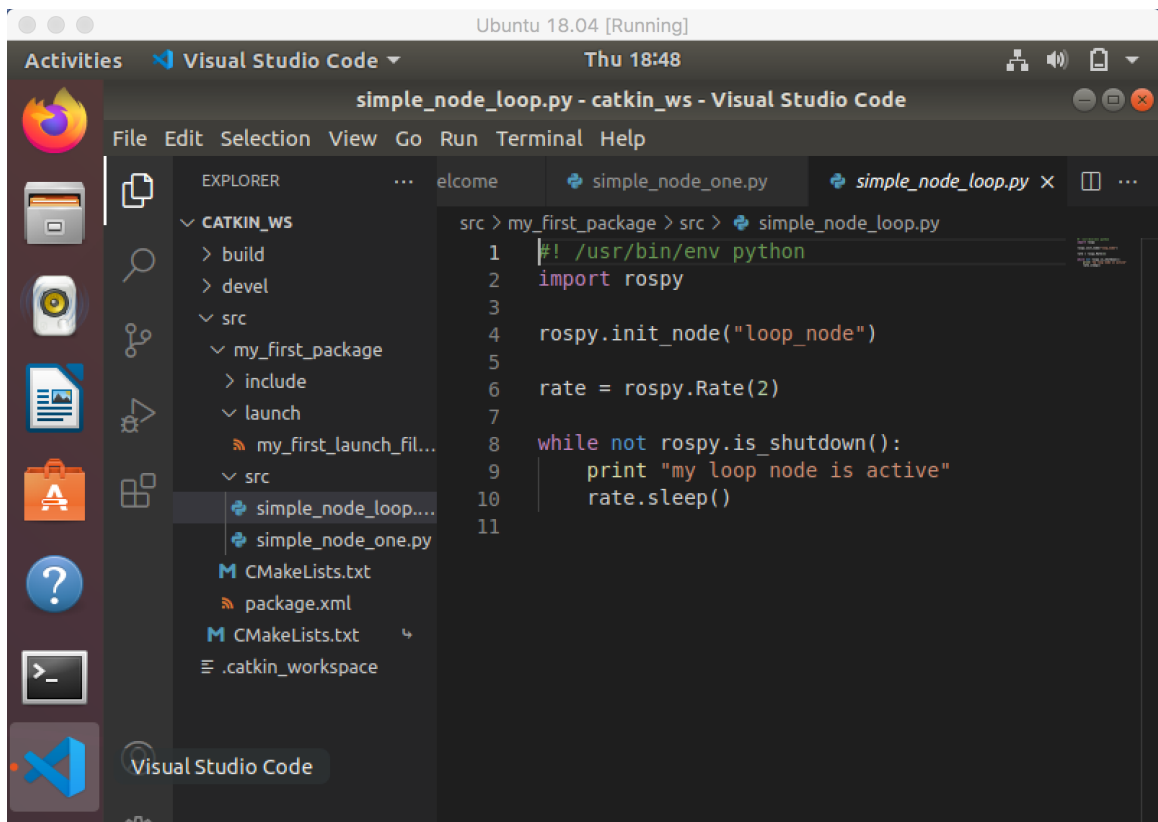 Ubuntu 18.04 [Running]
Activities Visual Studio Code Thu 18:48
simple_node_loop.py - catkin_ws - Visual Studio Code
File Edit Selection View Go Run Terminal Help
EXPLORER ...
CATKIN_WS
build
devel
src
my_first_package
include
launch
my_first_launch_fil...
src
simple_node_loop....
simple_node_one.py
CMakeLists.txt
package.xml
CMakeLists.txt
.catkin_workspace
Visual Studio Code
elcome simple_node_one.py simple_node_loop.py
src > my_first_package > src > simple_node_loop.py
1 #! /usr/bin/env python
2 import rospy
3
4 rospy.init_node("loop_node")
5
6 rate = rospy.Rate(2)
7
8 while not rospy.is_shutdown():
9 print "my loop node is active"
10 rate.sleep()
11